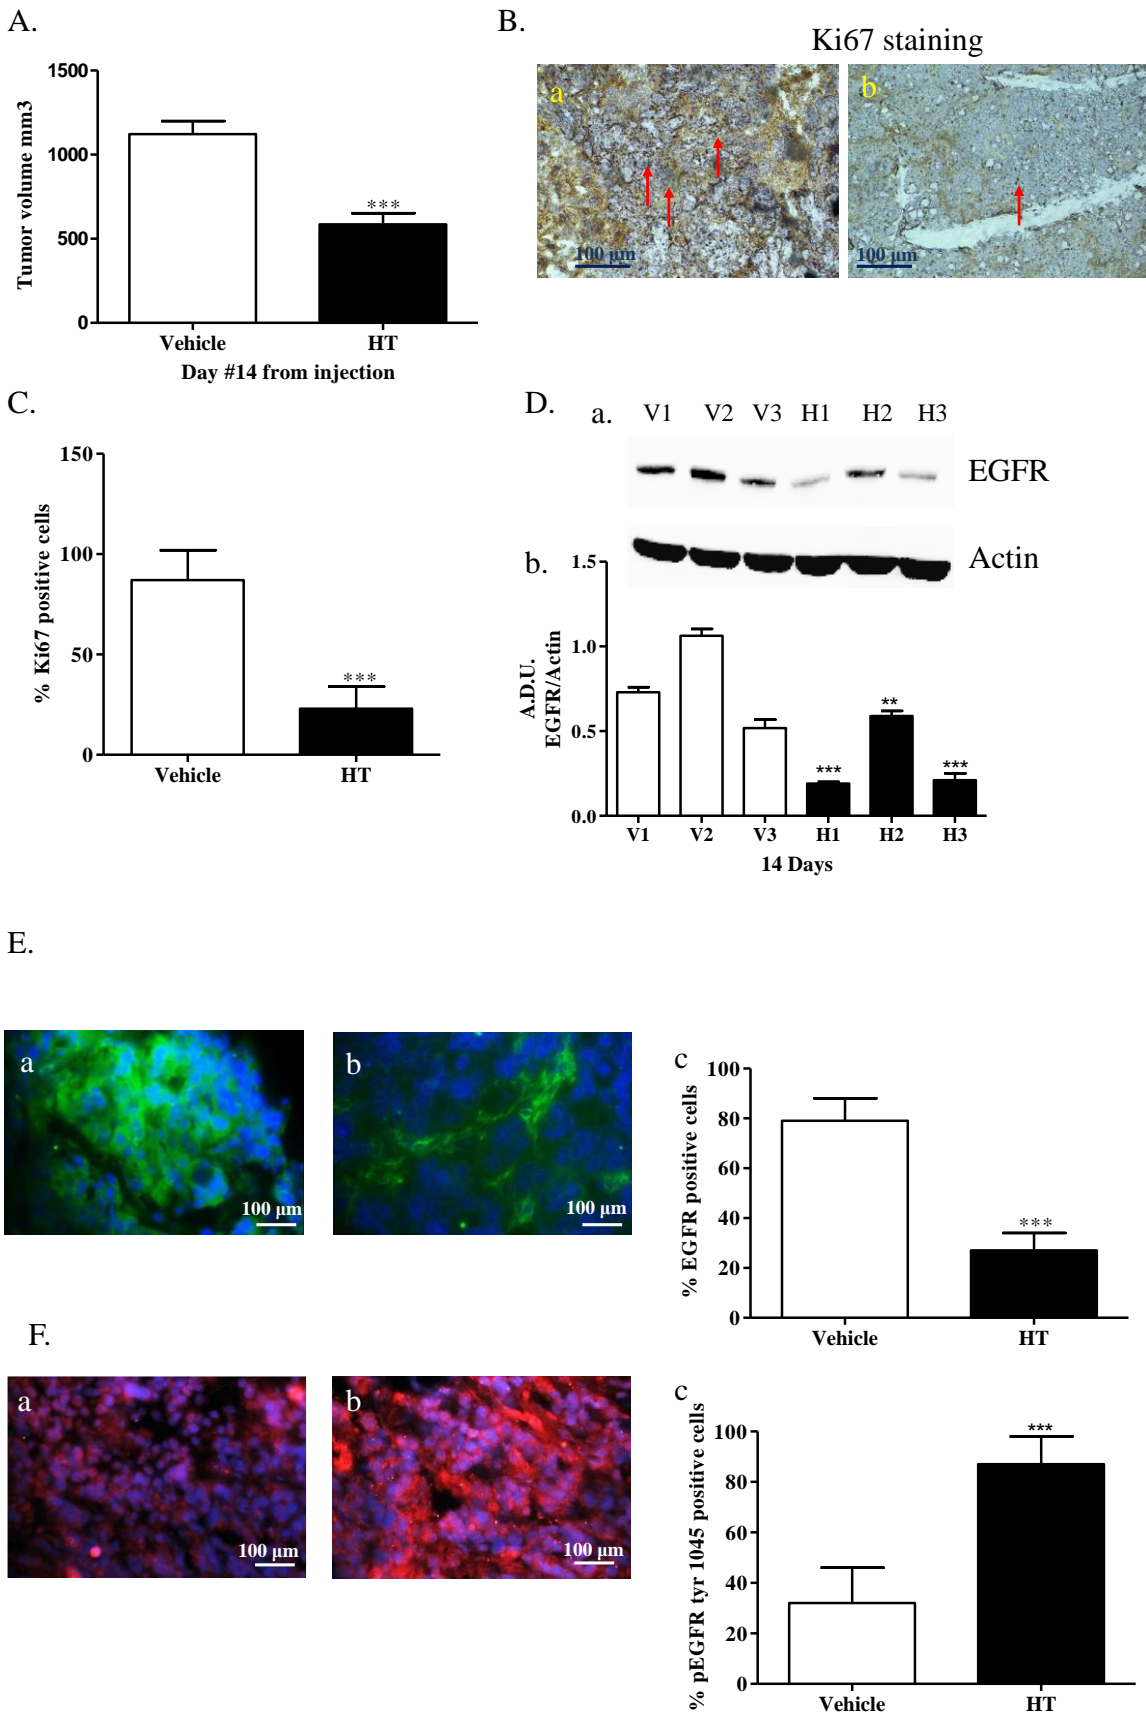 A.
1500
1000
500
0
Tumor volume mm3
***
Vehicle HT
Day #14 from injection
B.
Ki67 staining
a
100 µm
b
100 µm
C.
150
100
50
0
% Ki67 positive cells
***
Vehicle HT
D.
a.
V1 V2 V3 H1 H2 H3
EGFR
Actin
b.
1.5
1.0
0.5
0.0
A.D.U.
EGFR/Actin
***
**
***
V1 V2 V3 H1 H2 H3
14 Days
E.
a
100 µm
b
100 µm
c
100
80
60
40
20
0
% EGFR positive cells
***
Vehicle HT
F.
a
100 µm
b
100 µm
c
100
80
60
40
20
0
% pEGFR tyr 1045 positive cells
***
Vehicle HT